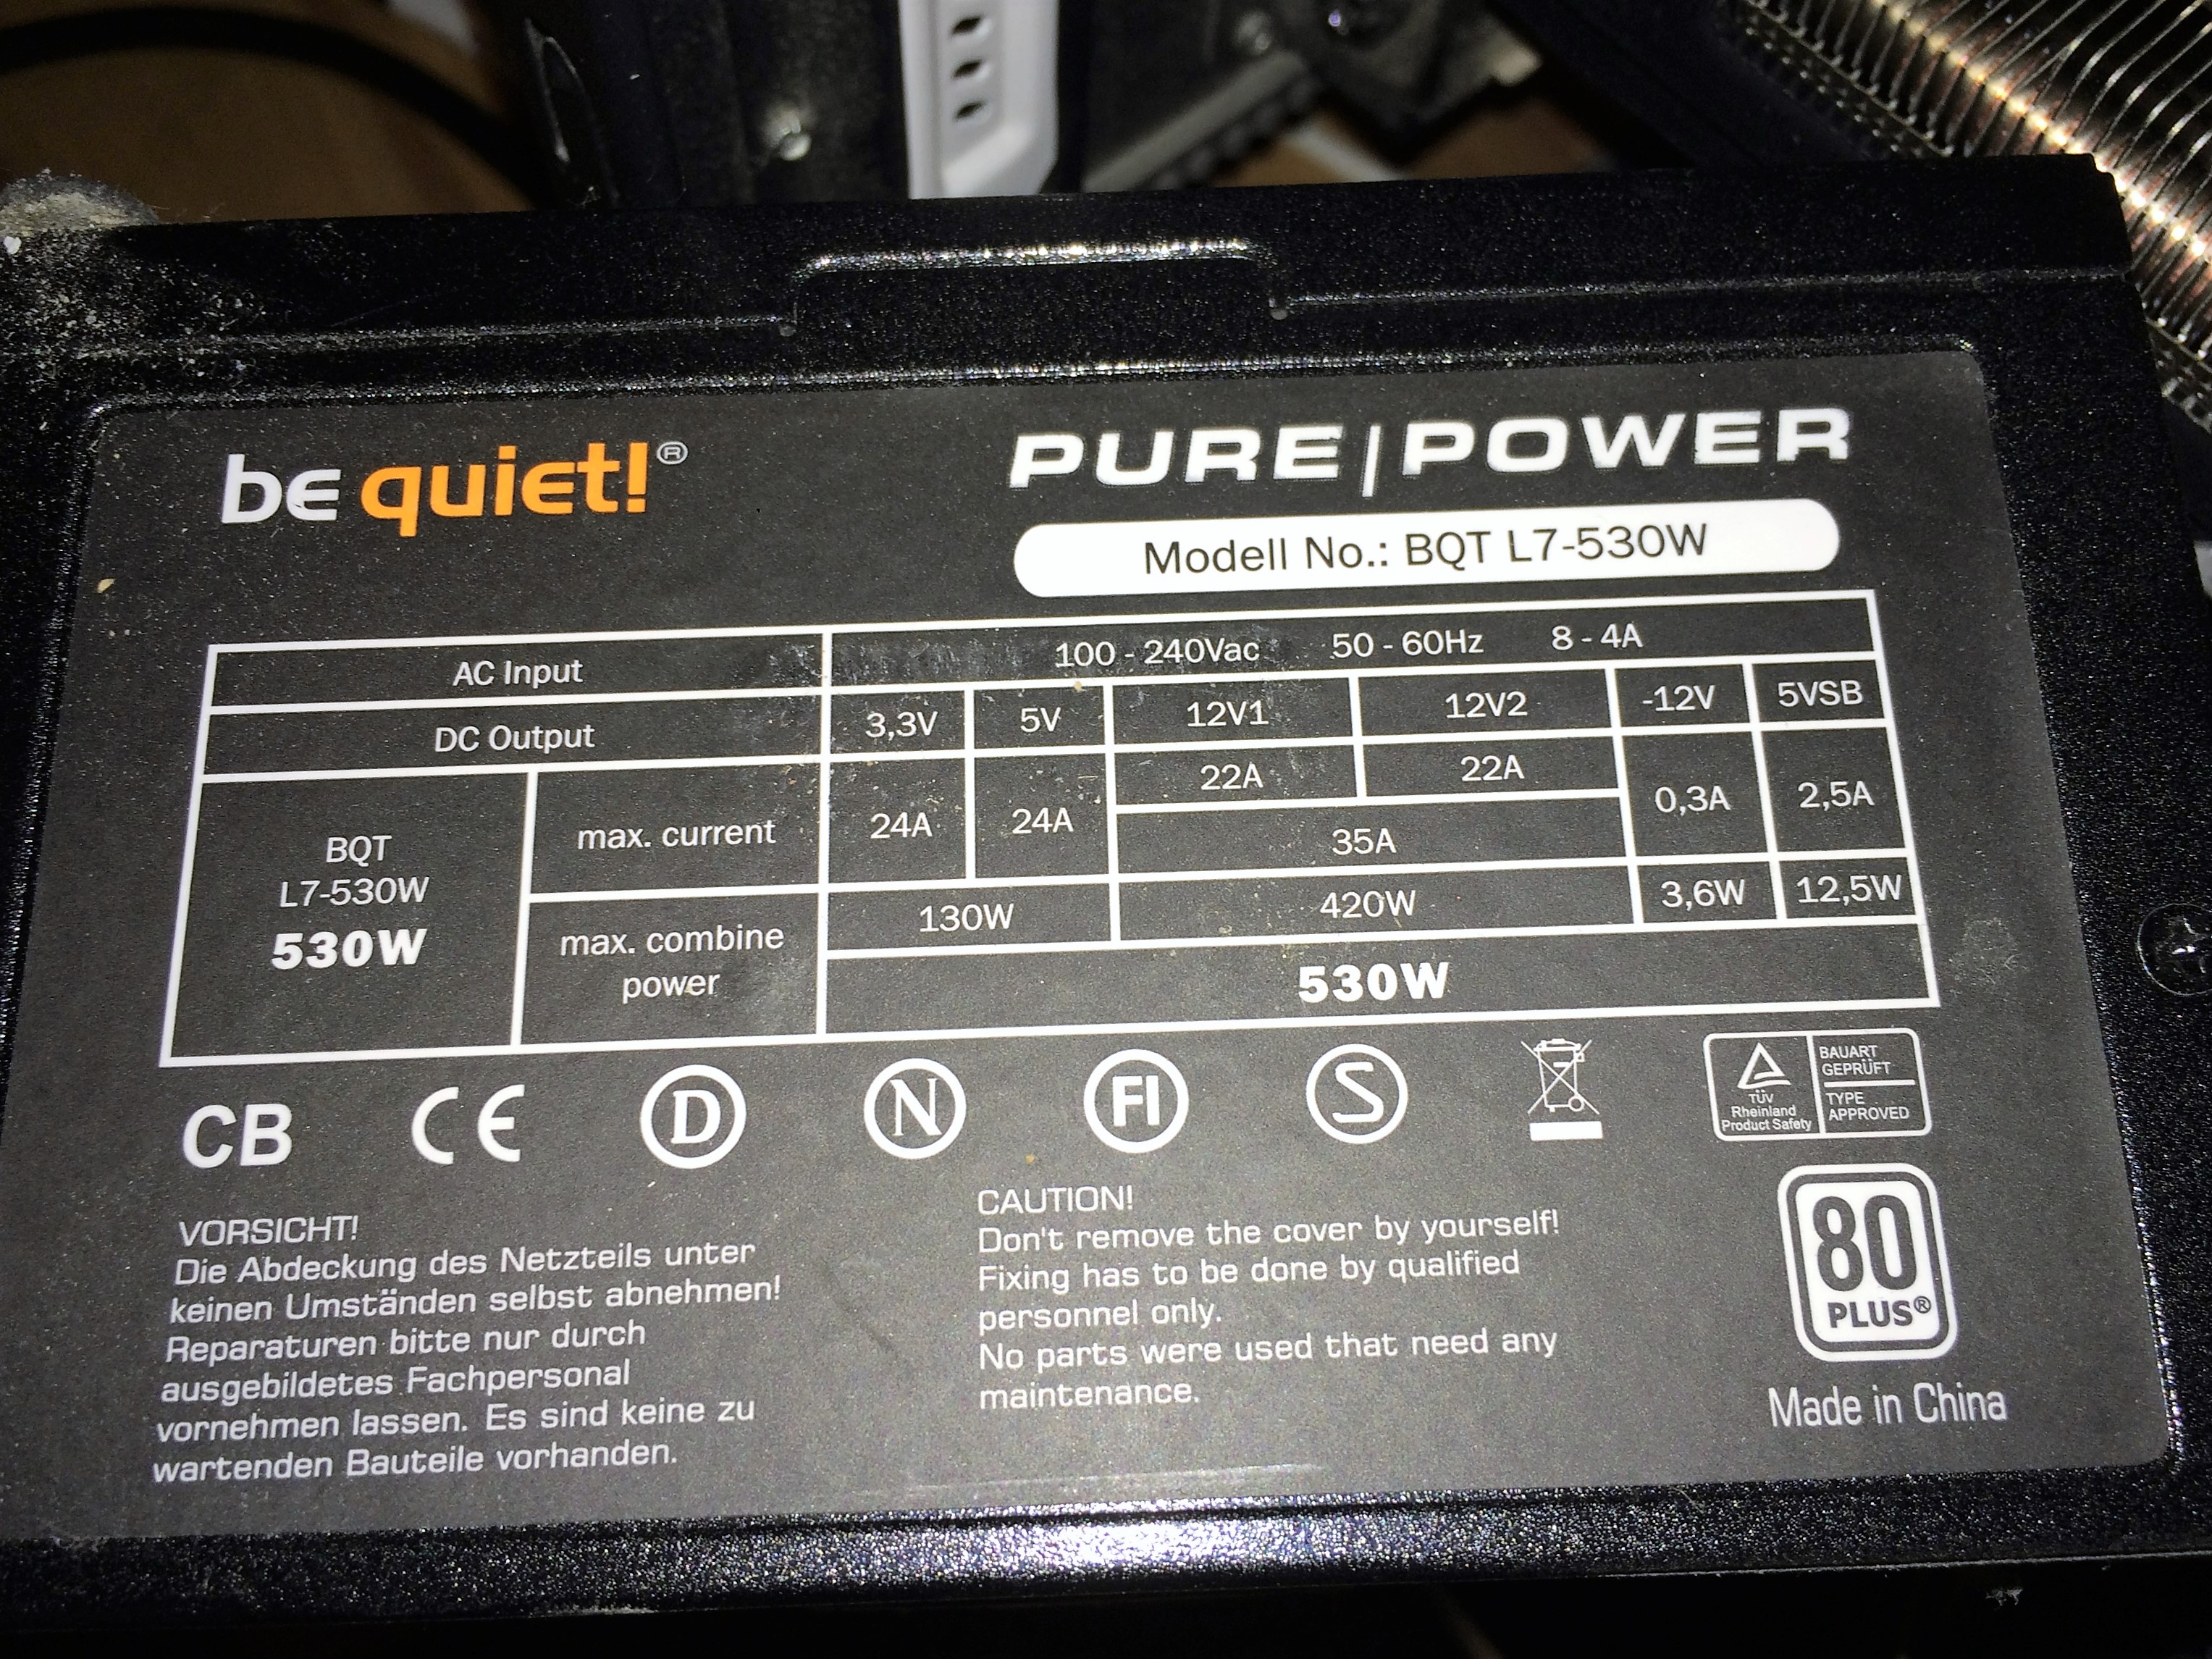 be quiet!®
PURE|POWER
Modell No.: BQT L7-530W
AC Input 100 - 240Vac 50 - 60Hz 8 - 4A
DC Output 3,3V 5V 12V1 12V2 -12V 5VSB
BQT
L7-530W
530W
max. current 24A 24A 22A 22A 0,3A 2,5A
35A
max. combine
power
130W 420W 3,6W 12,5W
530W
CB CE D N FI S
TÜV
Rheinland
Product Safety
BAUART
GEPRÜFT
TYPE
APPROVED
VORSICHT!
Die Abdeckung des Netzteils unter
keinen Umständen selbst abnehmen!
Reparaturen bitte nur durch
ausgebildetes Fachpersonal
vornehmen lassen. Es sind keine zu
wartenden Bauteile vorhanden.
CAUTION!
Don't remove the cover by yourself!
Fixing has to be done by qualified
personnel only.
No parts were used that need any
maintenance.
80
PLUS®
Made in China